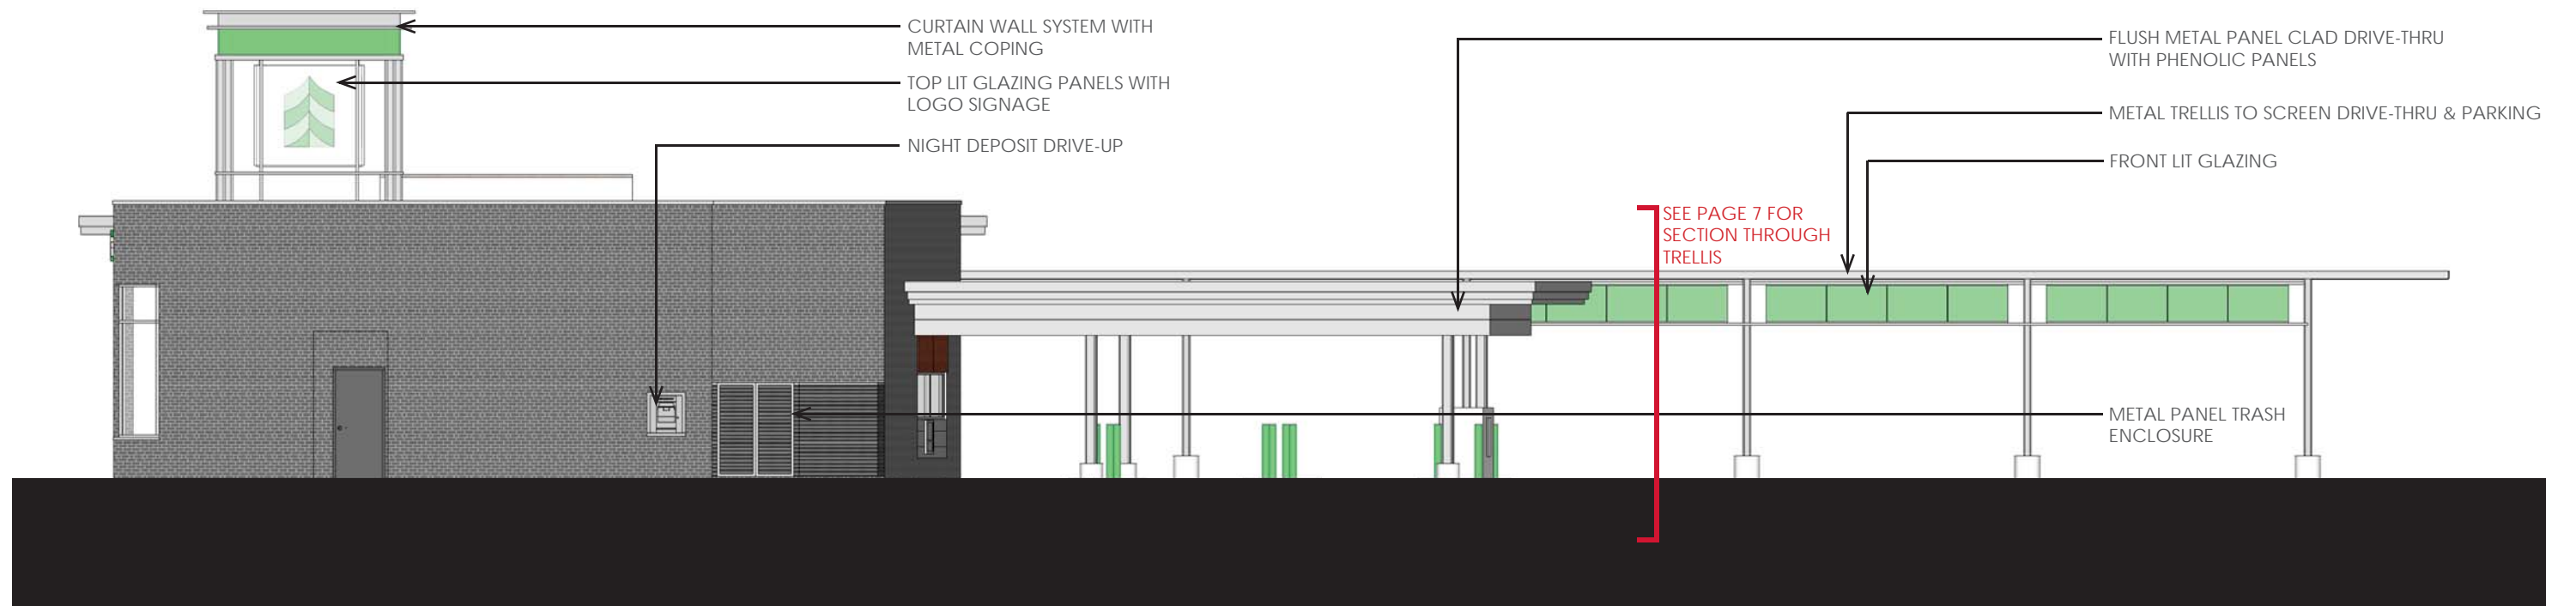 CURTAIN WALL SYSTEM WITH
METAL COPING
TOP LIT GLAZING PANELS WITH
LOGO SIGNAGE
NIGHT DEPOSIT DRIVE-UP
FLUSH METAL PANEL CLAD DRIVE-THRU
WITH PHENOLIC PANELS
METAL TRELLIS TO SCREEN DRIVE-THRU & PARKING
FRONT LIT GLAZING
SEE PAGE 7 FOR
SECTION THROUGH
TRELLIS
METAL PANEL TRASH
ENCLOSURE